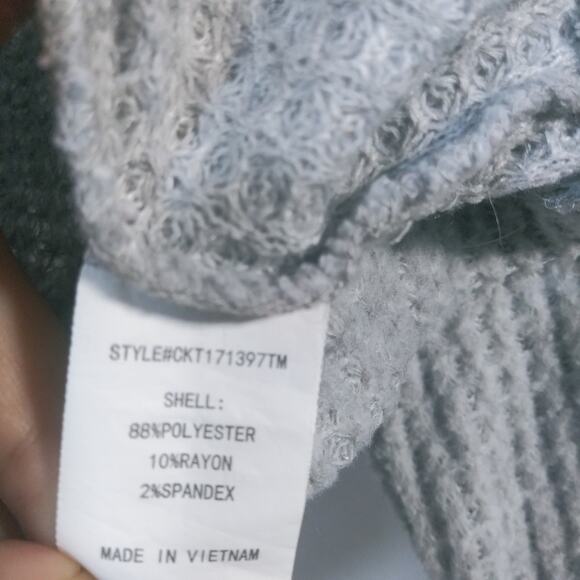 STYLE#CKT171397TM
SHELL:
88%POLYESTER
10%RAYON
2%SPANDEX
MADE IN VIETNAM